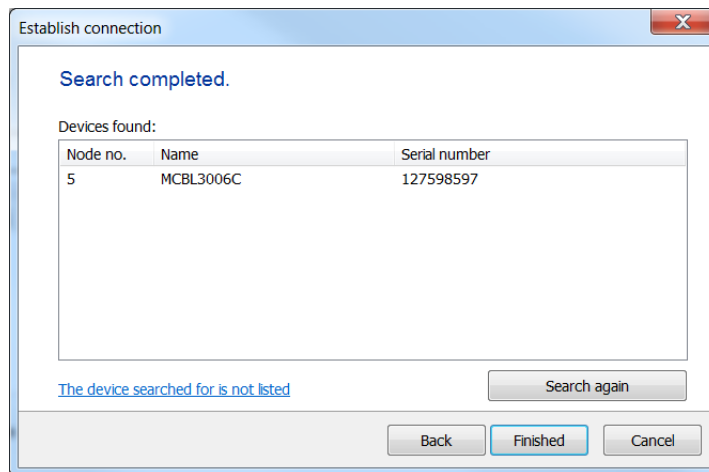 Establish connection
Search completed.
Devices found:
Node no. Name Serial number
5 MCBL3006C 127598597
The device searched for is not listed
Search again
Back Finished Cancel